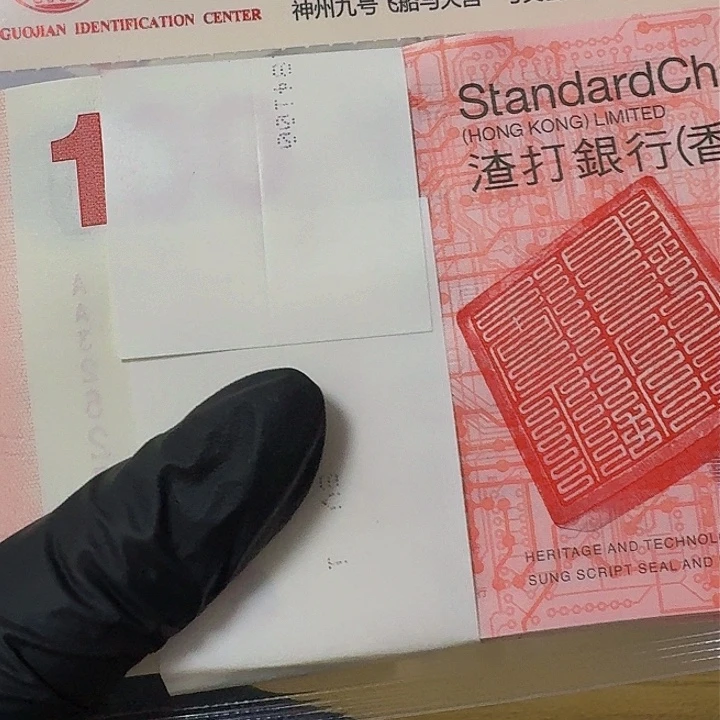 GUOJIAN IDENTIFICATION CENTER
神州九号飞船与天宫
1
StandardCh
(HONG KONG) LIMITED
渣打銀行(香
HERITAGE AND TECHNOLO
SUNG SCRIPT SEAL AND